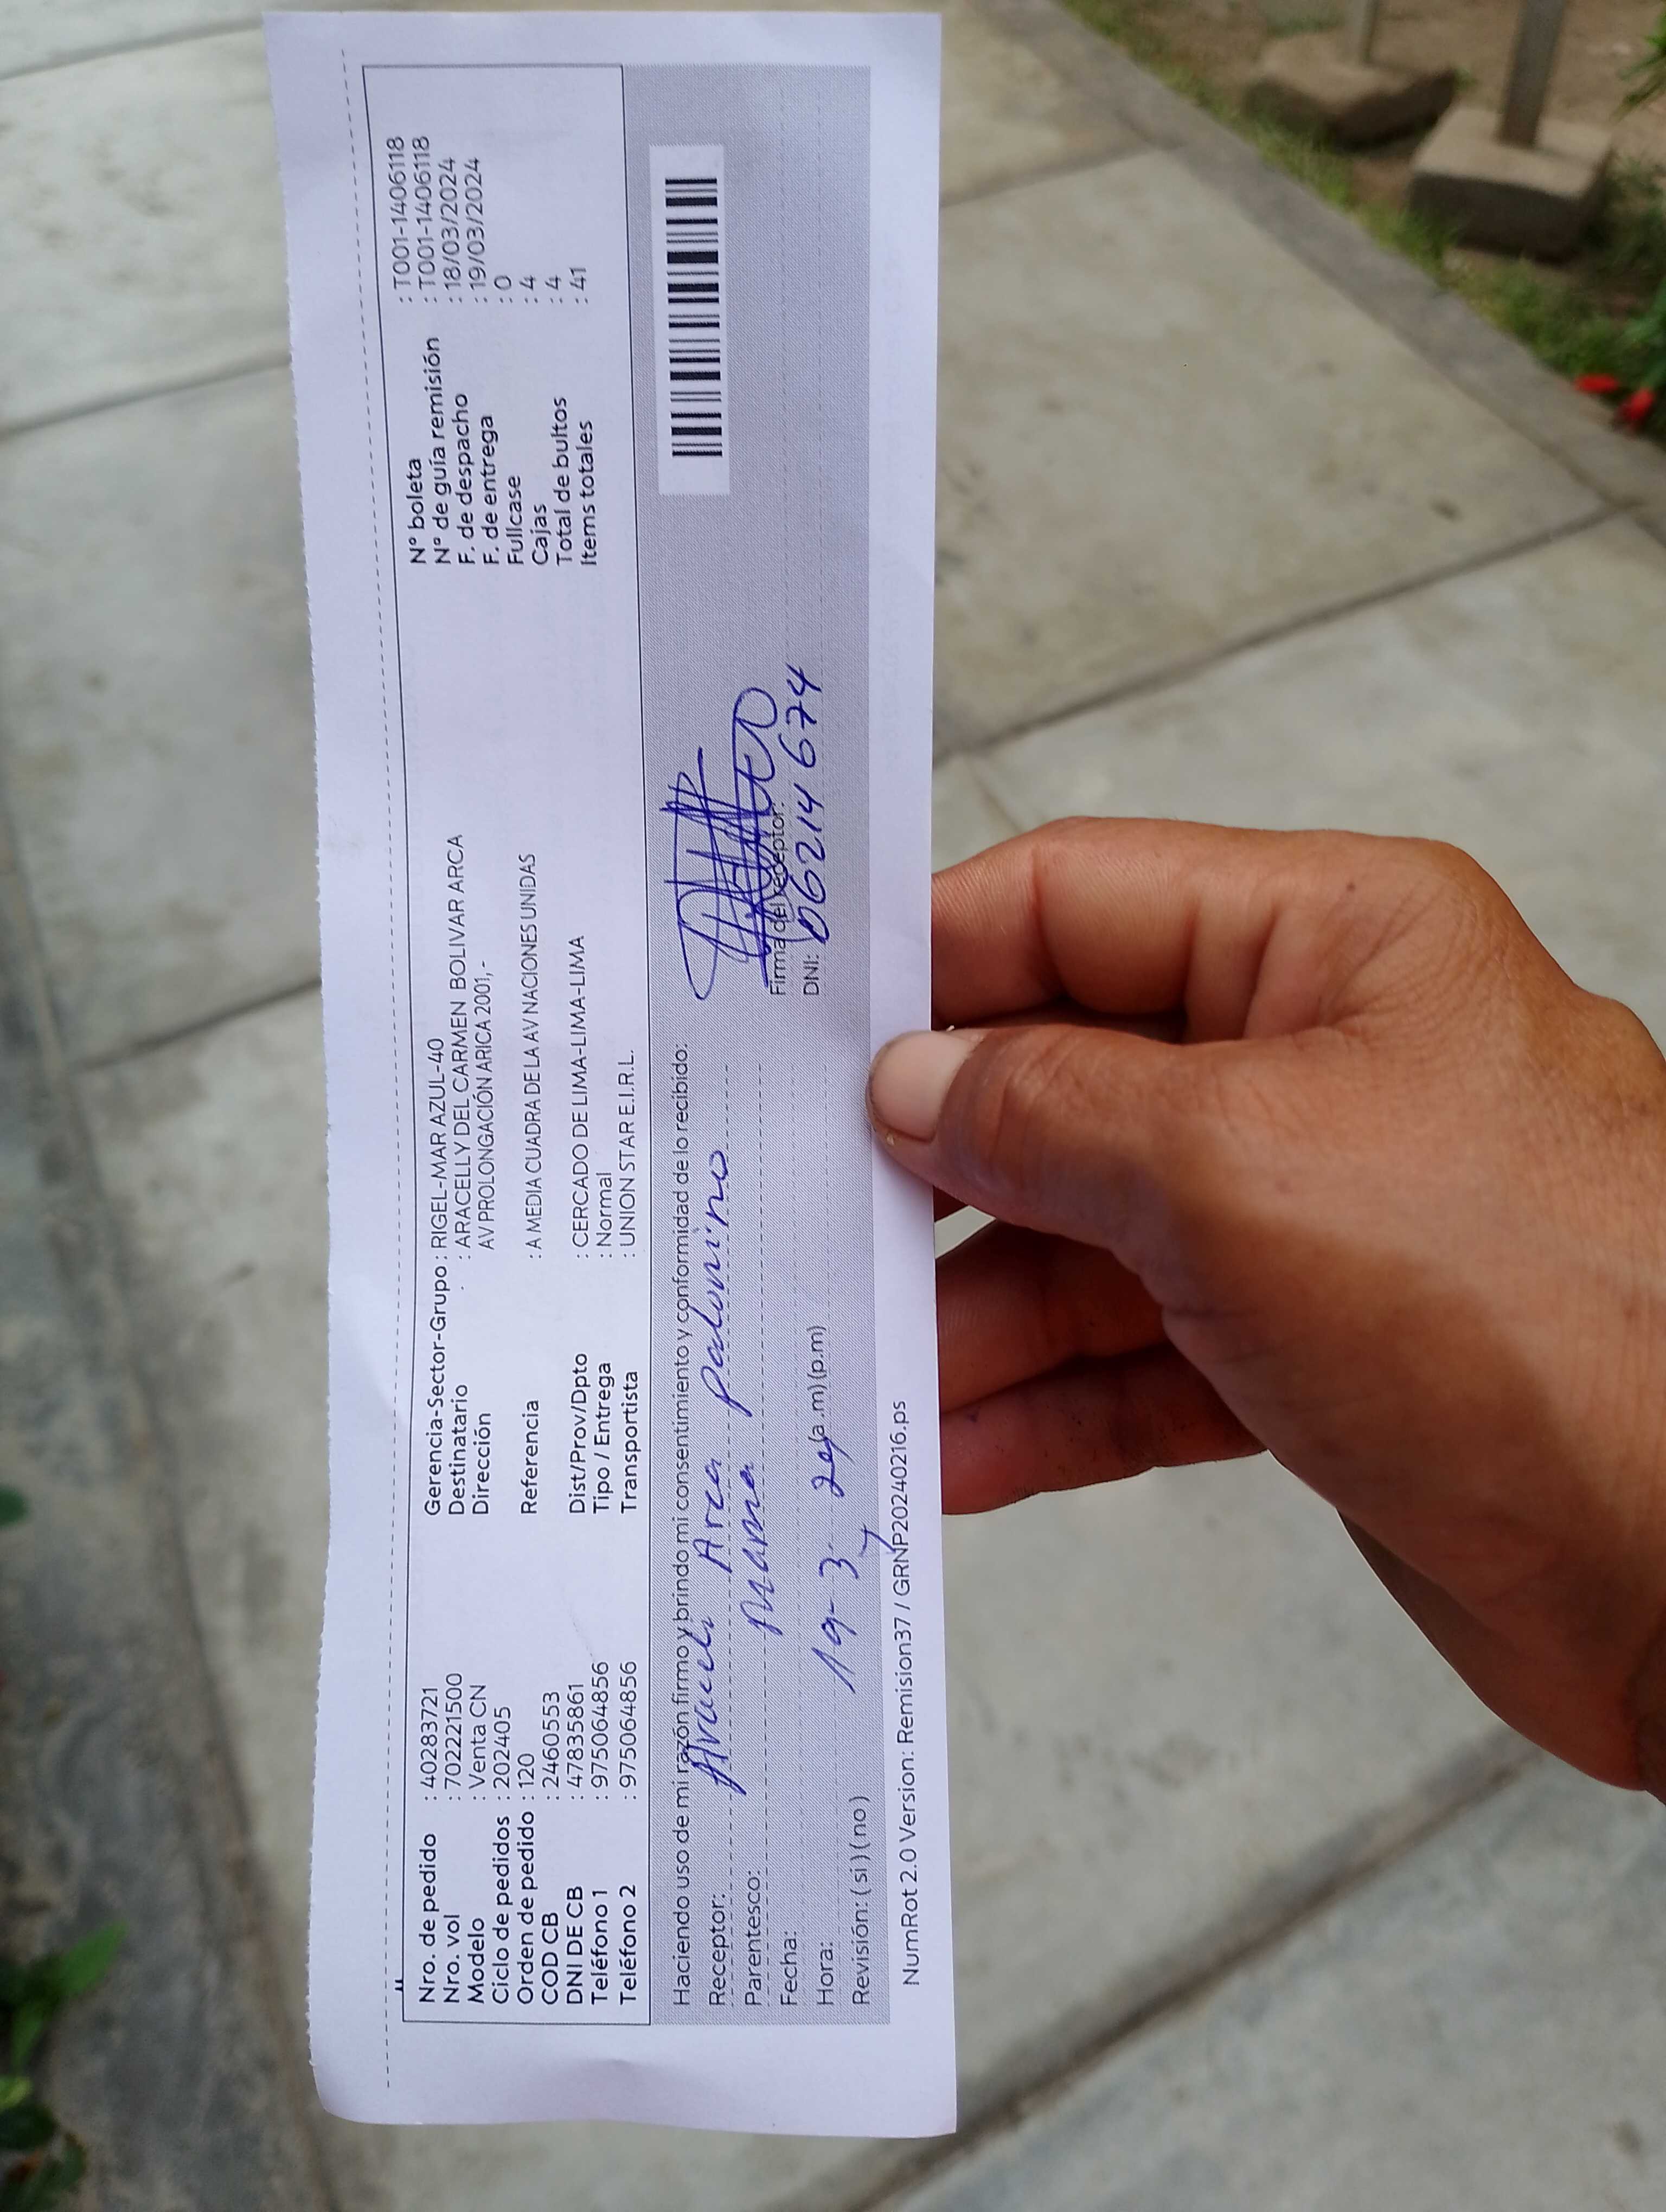 Nro. de pedido : 40283721
Nro. vol : 702221500
Modelo : Venta CN
Ciclo de pedidos : 202405
Orden de pedido : 120
COD CB : 2460553
DNI DE CB : 47835861
Teléfono 1 : 975064856
Teléfono 2 : 975064856
Gerencia-Sector-Grupo : RIGEL-MAR AZUL-40
Destinatario : ARACELLY DEL CARMEN BOLIVAR ARCA
Dirección AV PROLONGACIÓN ARICA 2001,-
Referencia : A MEDIA CUADRA DE LA AV NACIONES UNIDAS
Dist/Prov/Dpto : CERCADO DE LIMA-LIMA-LIMA
Tipo / Entrega : Normal
Transportista : UNION STAR E.I.R.L.
N° boleta : T001-1406118
N° de guía remisión : T001-1406118
F. de despacho : 18/03/2024
F. de entrega : 19/03/2024
Fullcase : 0
Cajas : 4
Total de bultos : 4
Items totales : 41
Haciendo uso de mi razón firmo y brindo mi consentimiento y conformidad de lo recibido:
Receptor: Arca palomino
Parentesco: mama
Fecha:
Hora: 19-3- (a.m) (p.m)
Revisión: ( si ) ( no )
Firma del receptor:
DNI: 06214674
NumRot 2.0 Version: Remision37 / GRNP20240216.ps